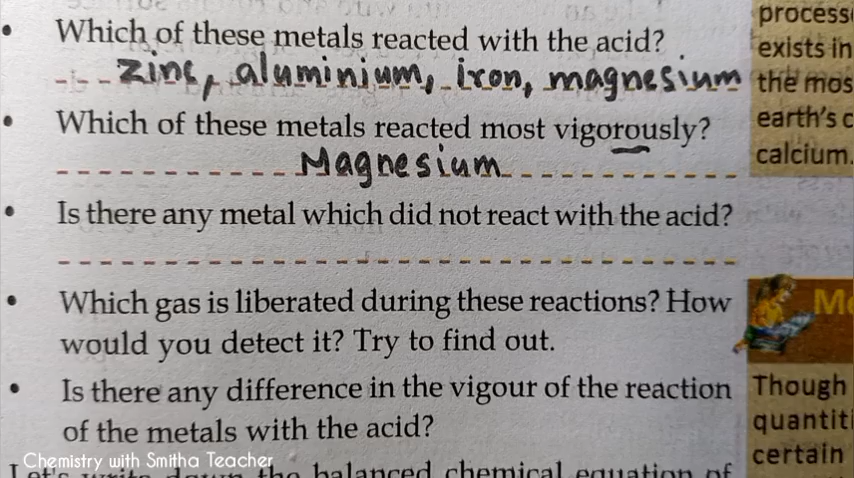 • Which of these metals reacted with the acid?
zinc, aluminium, iron, magnesium
• Which of these metals reacted most vigorously?
Magnesium
• Is there any metal which did not react with the acid?
• Which gas is liberated during these reactions? How
would you detect it? Try to find out.
• Is there any difference in the vigour of the reaction
of the metals with the acid?
Let's write down the balanced chemical equation of
Chemistry with Smitha Teacher
process
exists in
the mos
earth's c
calcium.
Though
quantiti
certain